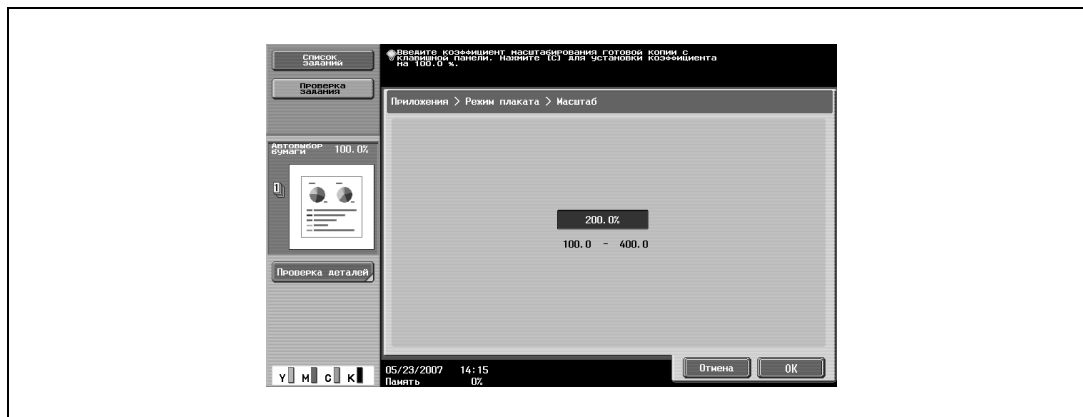 Список
заданий
Проверка
задания
Автовыбор
бумаги 100.0%
1
Проверка деталей
Y M C K
Введите коэффициент масштабирования готовой копии с
клавишной панели. Нажмите [C] для установки коэффициента
на 100.0 %.
Приложения > Режим плаката > Масштаб
200.0%
100.0 - 400.0
05/23/2007 14:15
Память 0%
Отмена
OK